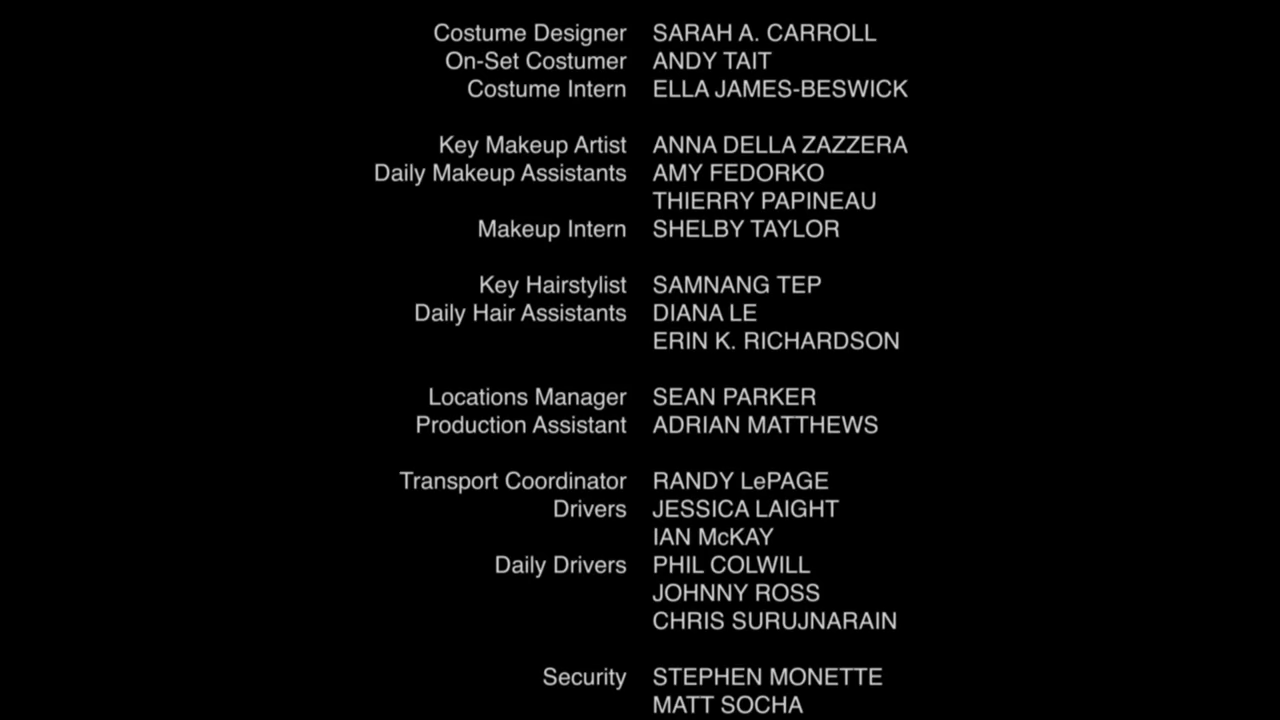 Costume Designer SARAH A. CARROLL
On-Set Costumer ANDY TAIT
Costume Intern ELLA JAMES-BESWICK
Key Makeup Artist ANNA DELLA ZAZZERA
Daily Makeup Assistants AMY FEDORKO
THIERRY PAPINEAU
Makeup Intern SHELBY TAYLOR
Key Hairstylist SAMNANG TEP
Daily Hair Assistants DIANA LE
ERIN K. RICHARDSON
Locations Manager SEAN PARKER
Production Assistant ADRIAN MATTHEWS
Transport Coordinator RANDY LePAGE
Drivers JESSICA LAIGHT
IAN McKAY
Daily Drivers PHIL COLWILL
JOHNNY ROSS
CHRIS SURUJNARAIN
Security STEPHEN MONETTE
MATT SOCHA